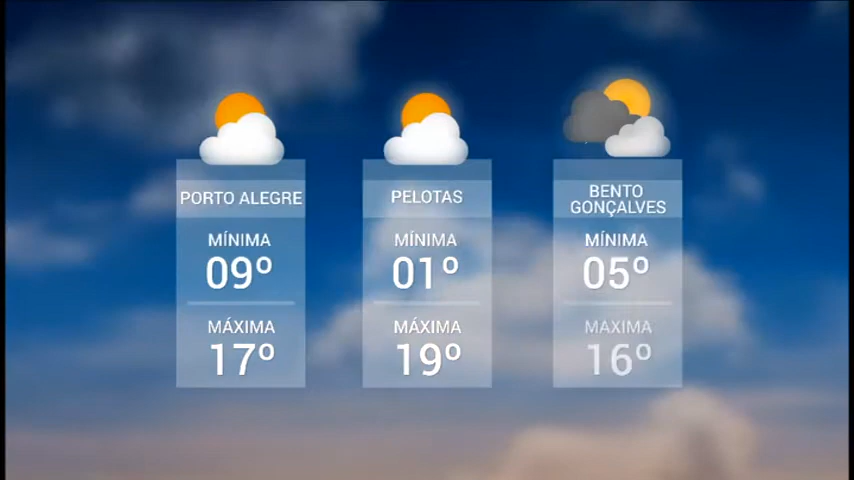 PORTO ALEGRE
MÍNIMA
09º
MÁXIMA
17º
PELOTAS
MÍNIMA
01º
MÁXIMA
19º
BENTO
GONÇALVES
MÍNIMA
05º
MÁXIMA
16º